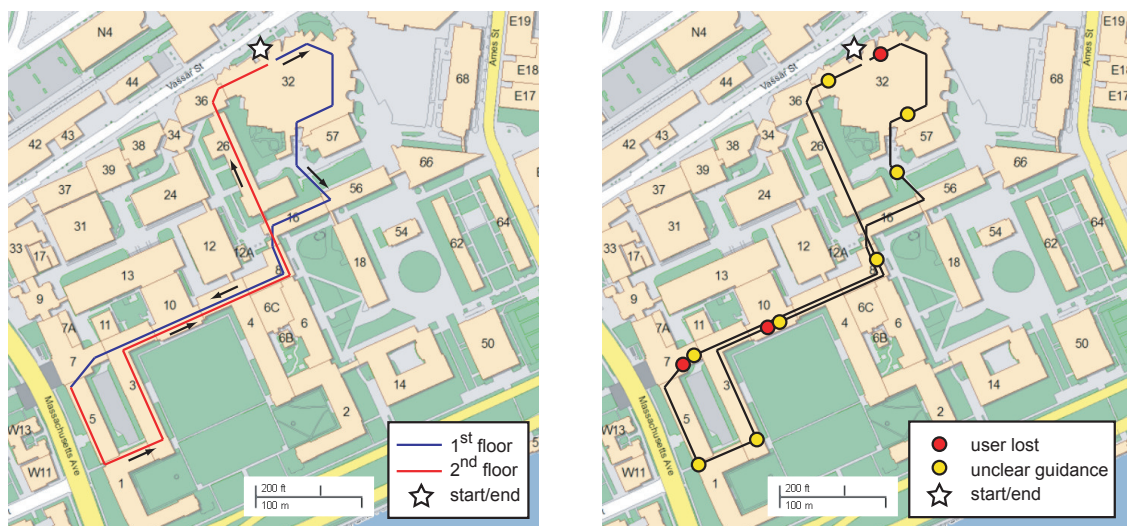 N4
44
Vassar St
32
36
42
43
34
38
26
57
39
37
24
66
68
E19
E18
E17
Ames St
31
56
16
54
62
64
33
17
12
12A
13
8
18
9
10
6C
7A
11
4
6
6B
50
7
3
14
5
2
Massachusetts Ave
W13
W11
1
200 ft
100 m
1st floor
2nd floor
start/end
N4
44
Vassar St
32
36
42
43
34
38
26
57
39
37
24
66
68
E19
E18
E17
Ames St
31
56
16
54
62
64
33
17
12
12A
13
8
18
9
10
6C
7A
11
4
6
6B
50
7
3
14
5
2
Massachusetts Ave
W13
W11
1
200 ft
100 m
user lost
unclear guidance
start/end